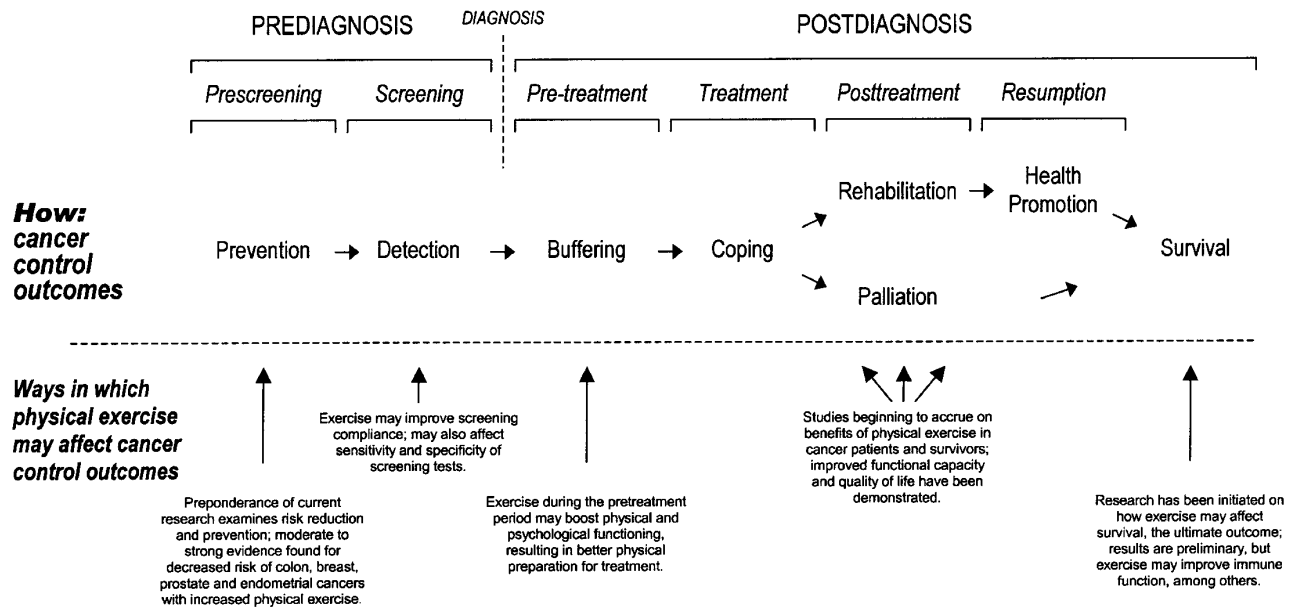 PREDIAGNOSIS
DIAGNOSIS
POSTDIAGNOSIS
Prescreening
Screening
Pre-treatment
Treatment
Posttreatment
Resumption
How:
cancer
control
outcomes
Prevention
Detection
Buffering
Coping
Rehabilitation
Health
Promotion
Palliation
Survival
Ways in which
physical exercise
may affect cancer
control outcomes
Preponderance of current
research examines risk reduction
and prevention; moderate to
strong evidence found for
decreased risk of colon, breast,
prostate and endometrial cancers
with increased physical exercise.
Exercise may improve screening
compliance; may also affect
sensitivity and specificity of
screening tests.
Exercise during the pretreatment
period may boost physical and
psychological functioning,
resulting in better physical
preparation for treatment.
Studies beginning to accrue on
benefits of physical exercise in
cancer patients and survivors;
improved functional capacity
and quality of life have been
demonstrated.
Research has been initiated on
how exercise may affect
survival, the ultimate outcome;
results are preliminary, but
exercise may improve immune
function, among others.